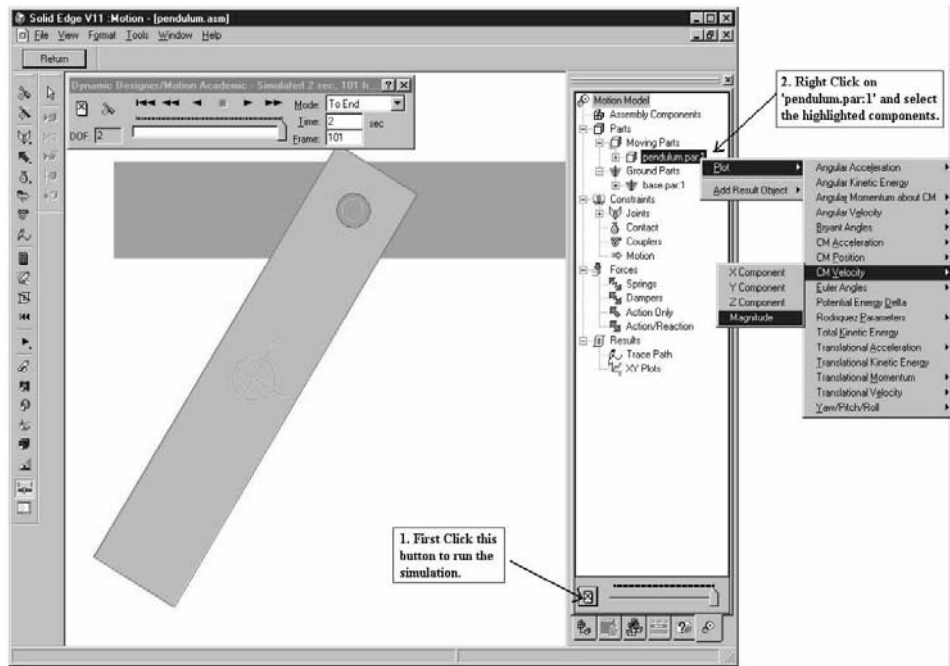 Solid Edge V11 :Motion - [pendulum.asm]
File View Format Tools Window Help
Return
Dynamic Designer/Motion Academic - Simulated 2 sec, 101 h...
Mode: To End
Time: 2 sec
DOF: 2
Frame: 101
Motion Model
Assembly Components
Parts
Moving Parts
pendulum.par:1
Ground Parts
base.par:1
Constraints
Joints
Contact
Couplers
Motion
Forces
Springs
Dampers
Action Only
Action/Reaction
Results
Trace Path
XY Plots
2. Right Click on
'pendulum.par:1' and select
the highlighted components.
Plot
Add Result Object
Angular Acceleration
Angular Kinetic Energy
Angular Momentum about CM
Angular Velocity
Bryant Angles
CM Acceleration
CM Position
CM Velocity
Euler Angles
Potential Energy Delta
Rodriquez Parameters
Total Kinetic Energy
Translational Acceleration
Translational Kinetic Energy
Translational Momentum
Translational Velocity
Yaw/Pitch/Roll
X Component
Y Component
Z Component
Magnitude
1. First Click this
button to run the
simulation.